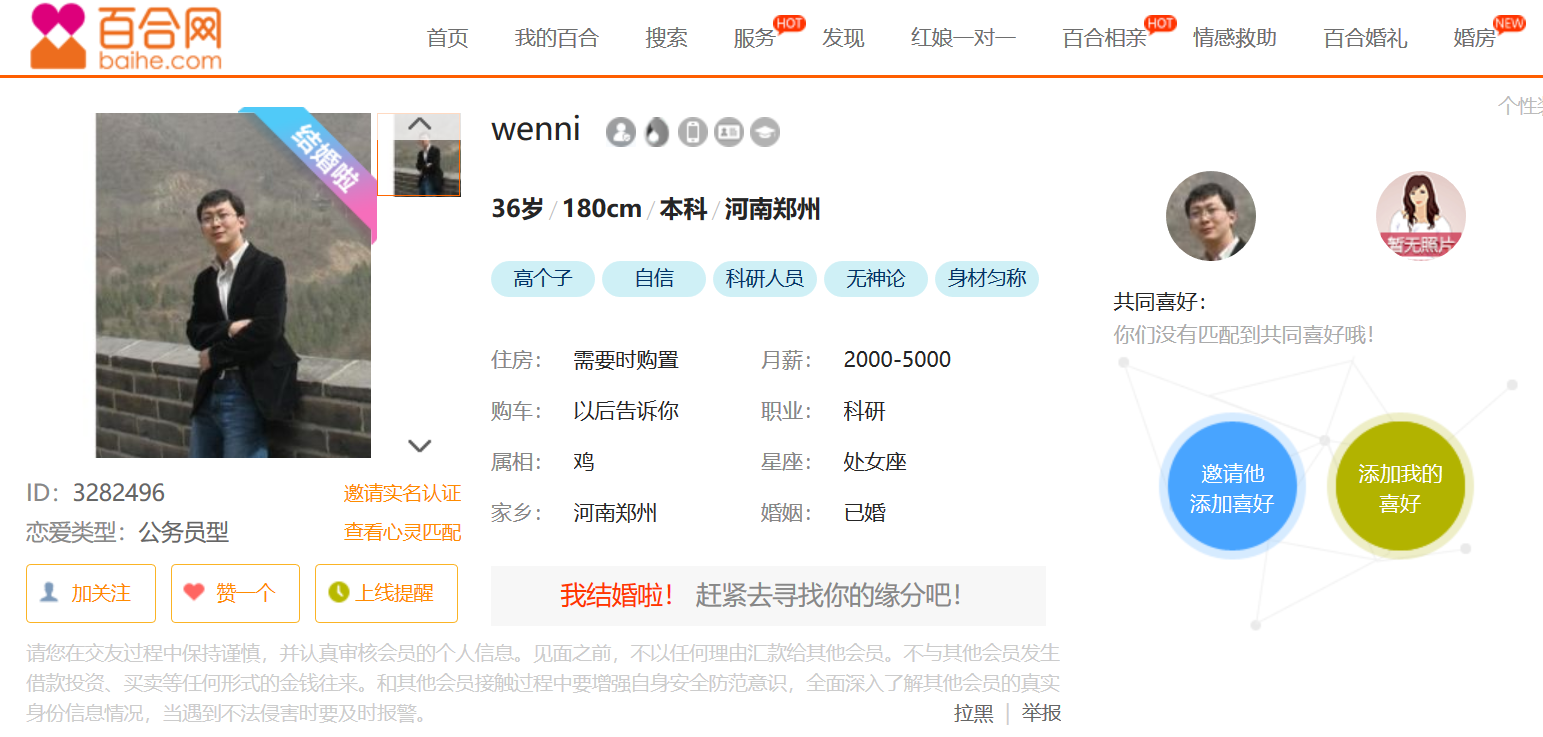 百合网
baihe.com
首页 我的百合 搜索 服务 HOT 发现 红娘一对一 百合相亲 HOT 情感救助 百合婚礼 婚房 NEW
个性
结婚啦
wenni
36岁 / 180cm / 本科 / 河南郑州
高个子 自信 科研人员 无神论 身材匀称
住房： 需要时购置 月薪： 2000-5000
购车： 以后告诉你 职业： 科研
属相： 鸡 星座： 处女座
家乡： 河南郑州 婚姻： 已婚
我结婚啦！ 赶紧去寻找你的缘分吧！
ID：3282496 邀请实名认证
恋爱类型：公务员型 查看心灵匹配
加关注 赞一个 上线提醒
暂无照片
共同喜好：
你们没有匹配到共同喜好哦！
邀请他
添加喜好
添加我的
喜好
请您在交友过程中保持谨慎，并认真审核会员的个人信息。见面之前，不以任何理由汇款给其他会员。不与其他会员发生
借款投资、买卖等任何形式的金钱往来。和其他会员接触过程中要增强自身安全防范意识，全面深入了解其他会员的真实
身份信息情况，当遇到不法侵害时要及时报警。
拉黑 | 举报